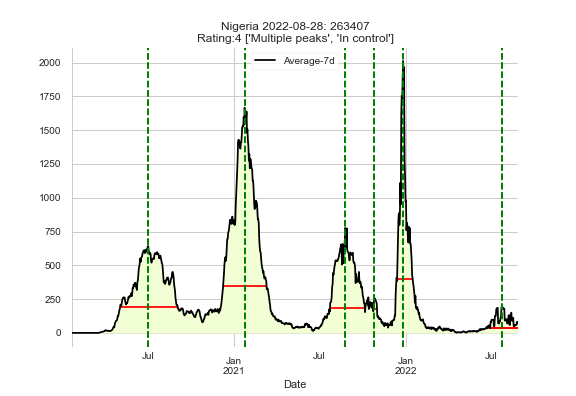 Nigeria 2022-08-28: 263407
Rating:4 ['Multiple peaks', 'In control']
Average-7d
2000
1750
1500
1250
1000
750
500
250
0
Jul
Jan
2021
Jul
Jan
2022
Jul
Date